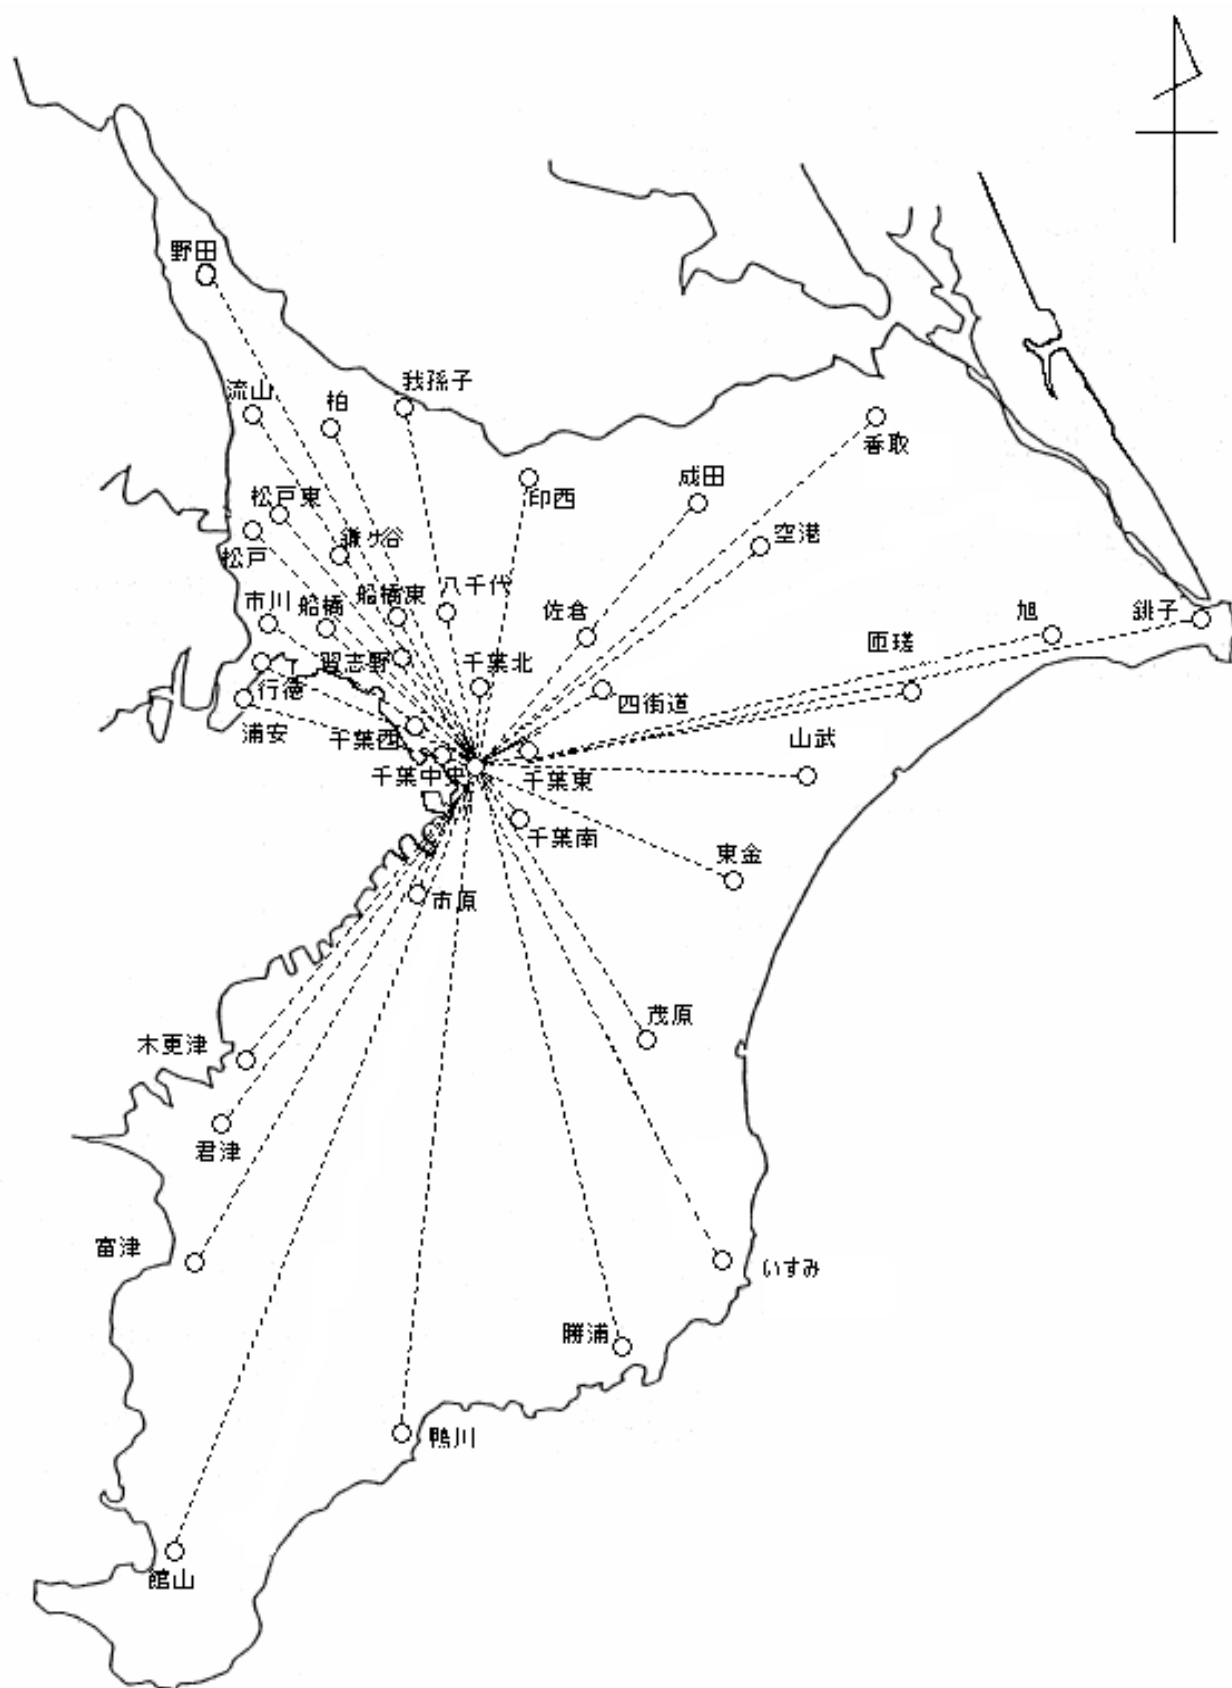 野田
流山
柏
我孫子
香取
松戸東
印西
成田
松戸
鎌ケ谷
空港
市川
船橋
船橋東
八千代
佐倉
匝瑳
旭
銚子
行徳
習志野
千葉北
四街道
浦安
千葉西
山武
千葉中央
千葉東
千葉南
東金
市原
木更津
茂原
君津
富津
いすみ
勝浦
鴨川
館山